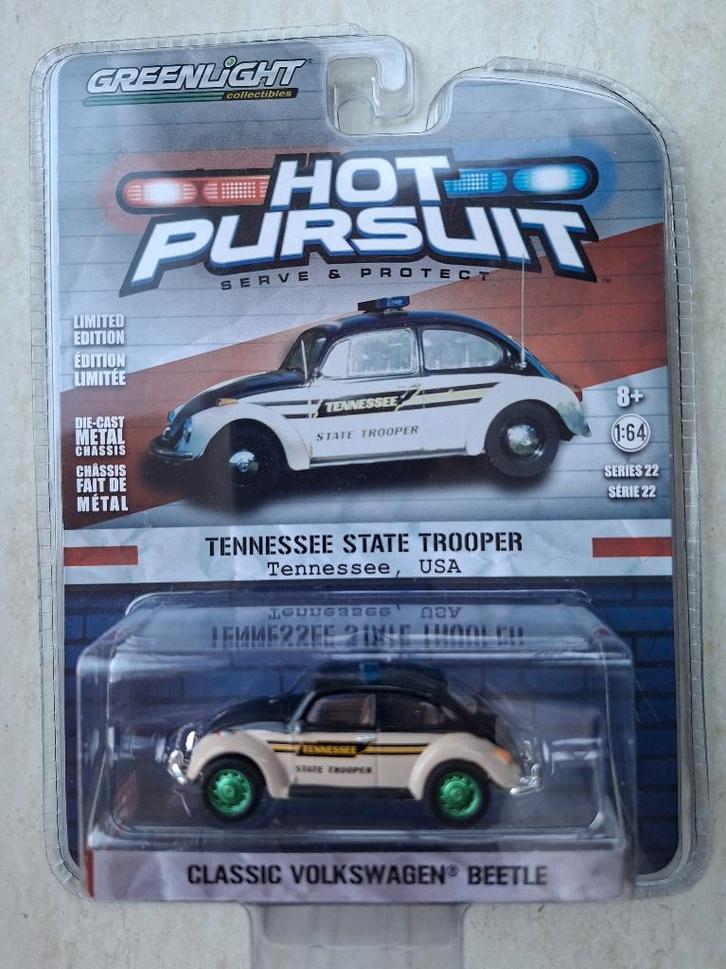 GREENLIGHT®
collectibles
HOT
PURSUIT™
SERVE & PROTECT
LIMITED
EDITION
ÉDITION
LIMITÉE
DIE-CAST
METAL
CHASSIS
CHÂSSIS
FAIT DE
MÉTAL
TENNESSEE
STATE TROOPER
8+
1:64
SERIES 22
SÉRIE 22
TENNESSEE STATE TROOPER
Tennessee, USA
TENNESSEE
STATE TROOPER
CLASSIC VOLKSWAGEN® BEETLE